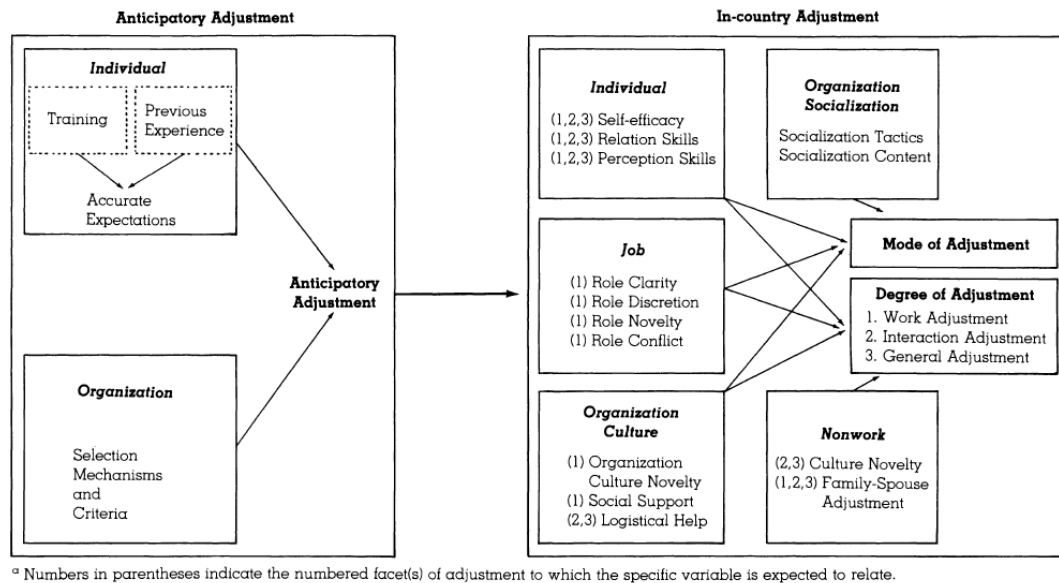 Anticipatory Adjustment
Individual
Training
Previous
Experience
Accurate
Expectations
Anticipatory
Adjustment
Organization
Selection
Mechanisms
and
Criteria
In-country Adjustment
Individual
(1,2,3) Self-efficacy
(1,2,3) Relation Skills
(1,2,3) Perception Skills
Organization
Socialization
Socialization Tactics
Socialization Content
Job
(1) Role Clarity
(1) Role Discretion
(1) Role Novelty
(1) Role Conflict
Mode of Adjustment
Degree of Adjustment
1. Work Adjustment
2. Interaction Adjustment
3. General Adjustment
Organization
Culture
(1) Organization
Culture Novelty
(1) Social Support
(2,3) Logistical Help
Nonwork
(2,3) Culture Novelty
(1,2,3) Family-Spouse
Adjustment
a Numbers in parentheses indicate the numbered facet(s) of adjustment to which the specific variable is expected to relate.